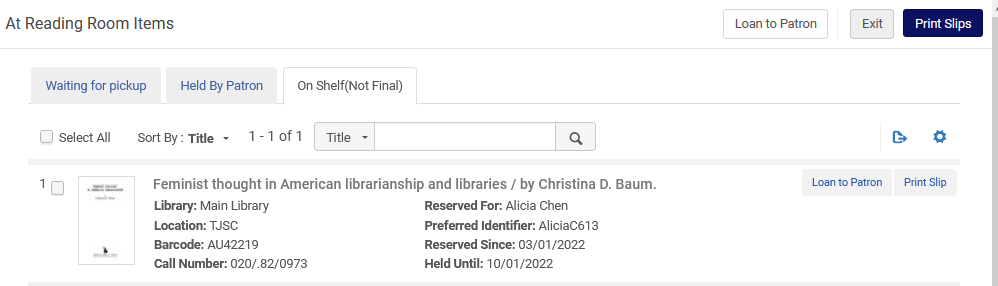 At Reading Room Items
Loan to Patron
Exit
Print Slips
Waiting for pickup
Held By Patron
On Shelf(Not Final)
Select All
Sort By : Title
1 - 1 of 1
Title
1
Feminist thought in American librarianship and libraries / by Christina D. Baum.
Loan to Patron
Print Slip
Library: Main Library
Reserved For: Alicia Chen
Location: TJSC
Preferred Identifier: AliciaC613
Barcode: AU42219
Reserved Since: 03/01/2022
Call Number: 020/.82/0973
Held Until: 10/01/2022